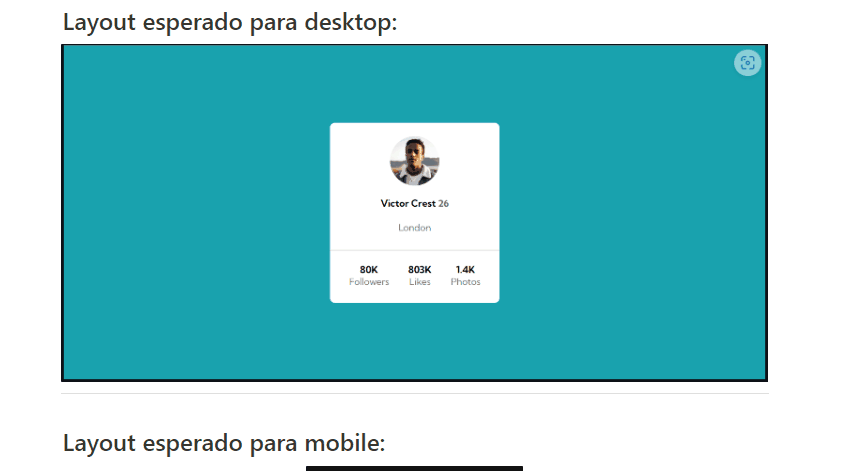 Layout esperado para desktop:
Victor Crest 26
London
80K 803K 1.4K
Followers Likes Photos
Layout esperado para mobile: